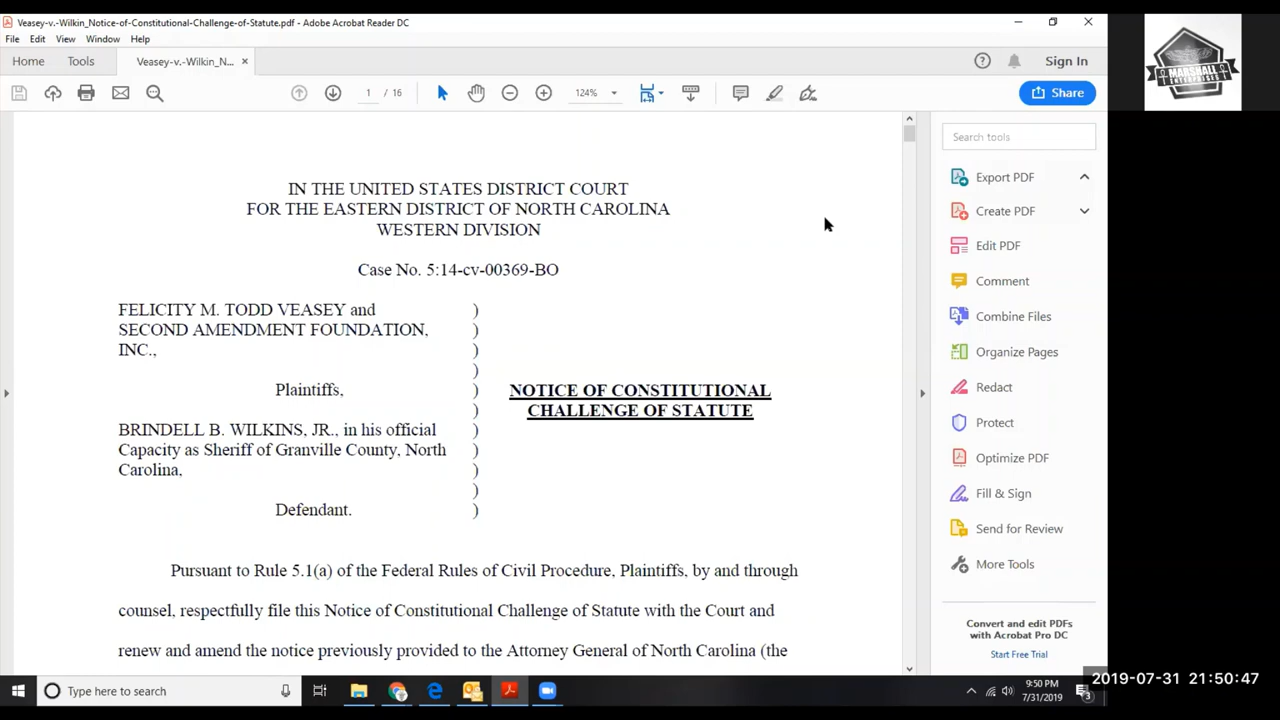 Veasey-v.-Wilkin_Notice-of-Constitutional-Challenge-of-Statute.pdf - Adobe Acrobat Reader DC
File Edit View Window Help
Home Tools Veasey-v.-Wilkin_N... × Sign In
1 / 16 124% Share
Search tools
Export PDF
Create PDF
Edit PDF
Comment
Combine Files
Organize Pages
Redact
Protect
Optimize PDF
Fill & Sign
Send for Review
More Tools
Convert and edit PDFs
with Acrobat Pro DC
Start Free Trial
IN THE UNITED STATES DISTRICT COURT
FOR THE EASTERN DISTRICT OF NORTH CAROLINA
WESTERN DIVISION
Case No. 5:14-cv-00369-BO
FELICITY M. TODD VEASEY and )
SECOND AMENDMENT FOUNDATION, )
INC., )
)
Plaintiffs, ) NOTICE OF CONSTITUTIONAL
) CHALLENGE OF STATUTE
BRINDELL B. WILKINS, JR., in his official )
Capacity as Sheriff of Granville County, North )
Carolina, )
)
Defendant. )
Pursuant to Rule 5.1(a) of the Federal Rules of Civil Procedure, Plaintiffs, by and through
counsel, respectfully file this Notice of Constitutional Challenge of Statute with the Court and
renew and amend the notice previously provided to the Attorney General of North Carolina (the
MARSHALL
ENTERPRISES
Type here to search
9:50 PM
7/31/2019
3
2019-07-31 21:50:47